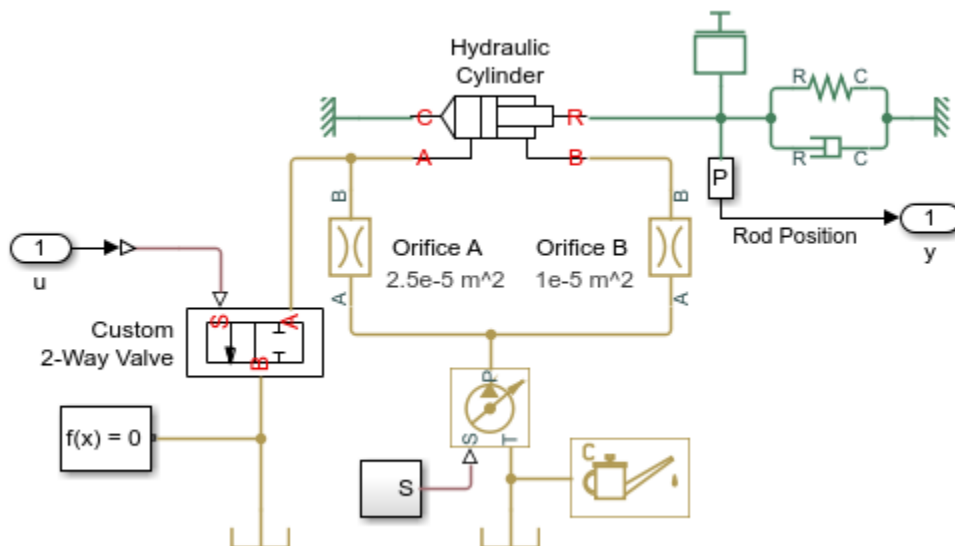 Hydraulic
Cylinder
C
R
A
B
R
C
R
C
P
Rod Position
1
y
1
u
B
Orifice A
2.5e-5 m^2
A
Orifice B
1e-5 m^2
B
A
Custom
2-Way Valve
S
A
B
f(x) = 0
P
S
T
S
C